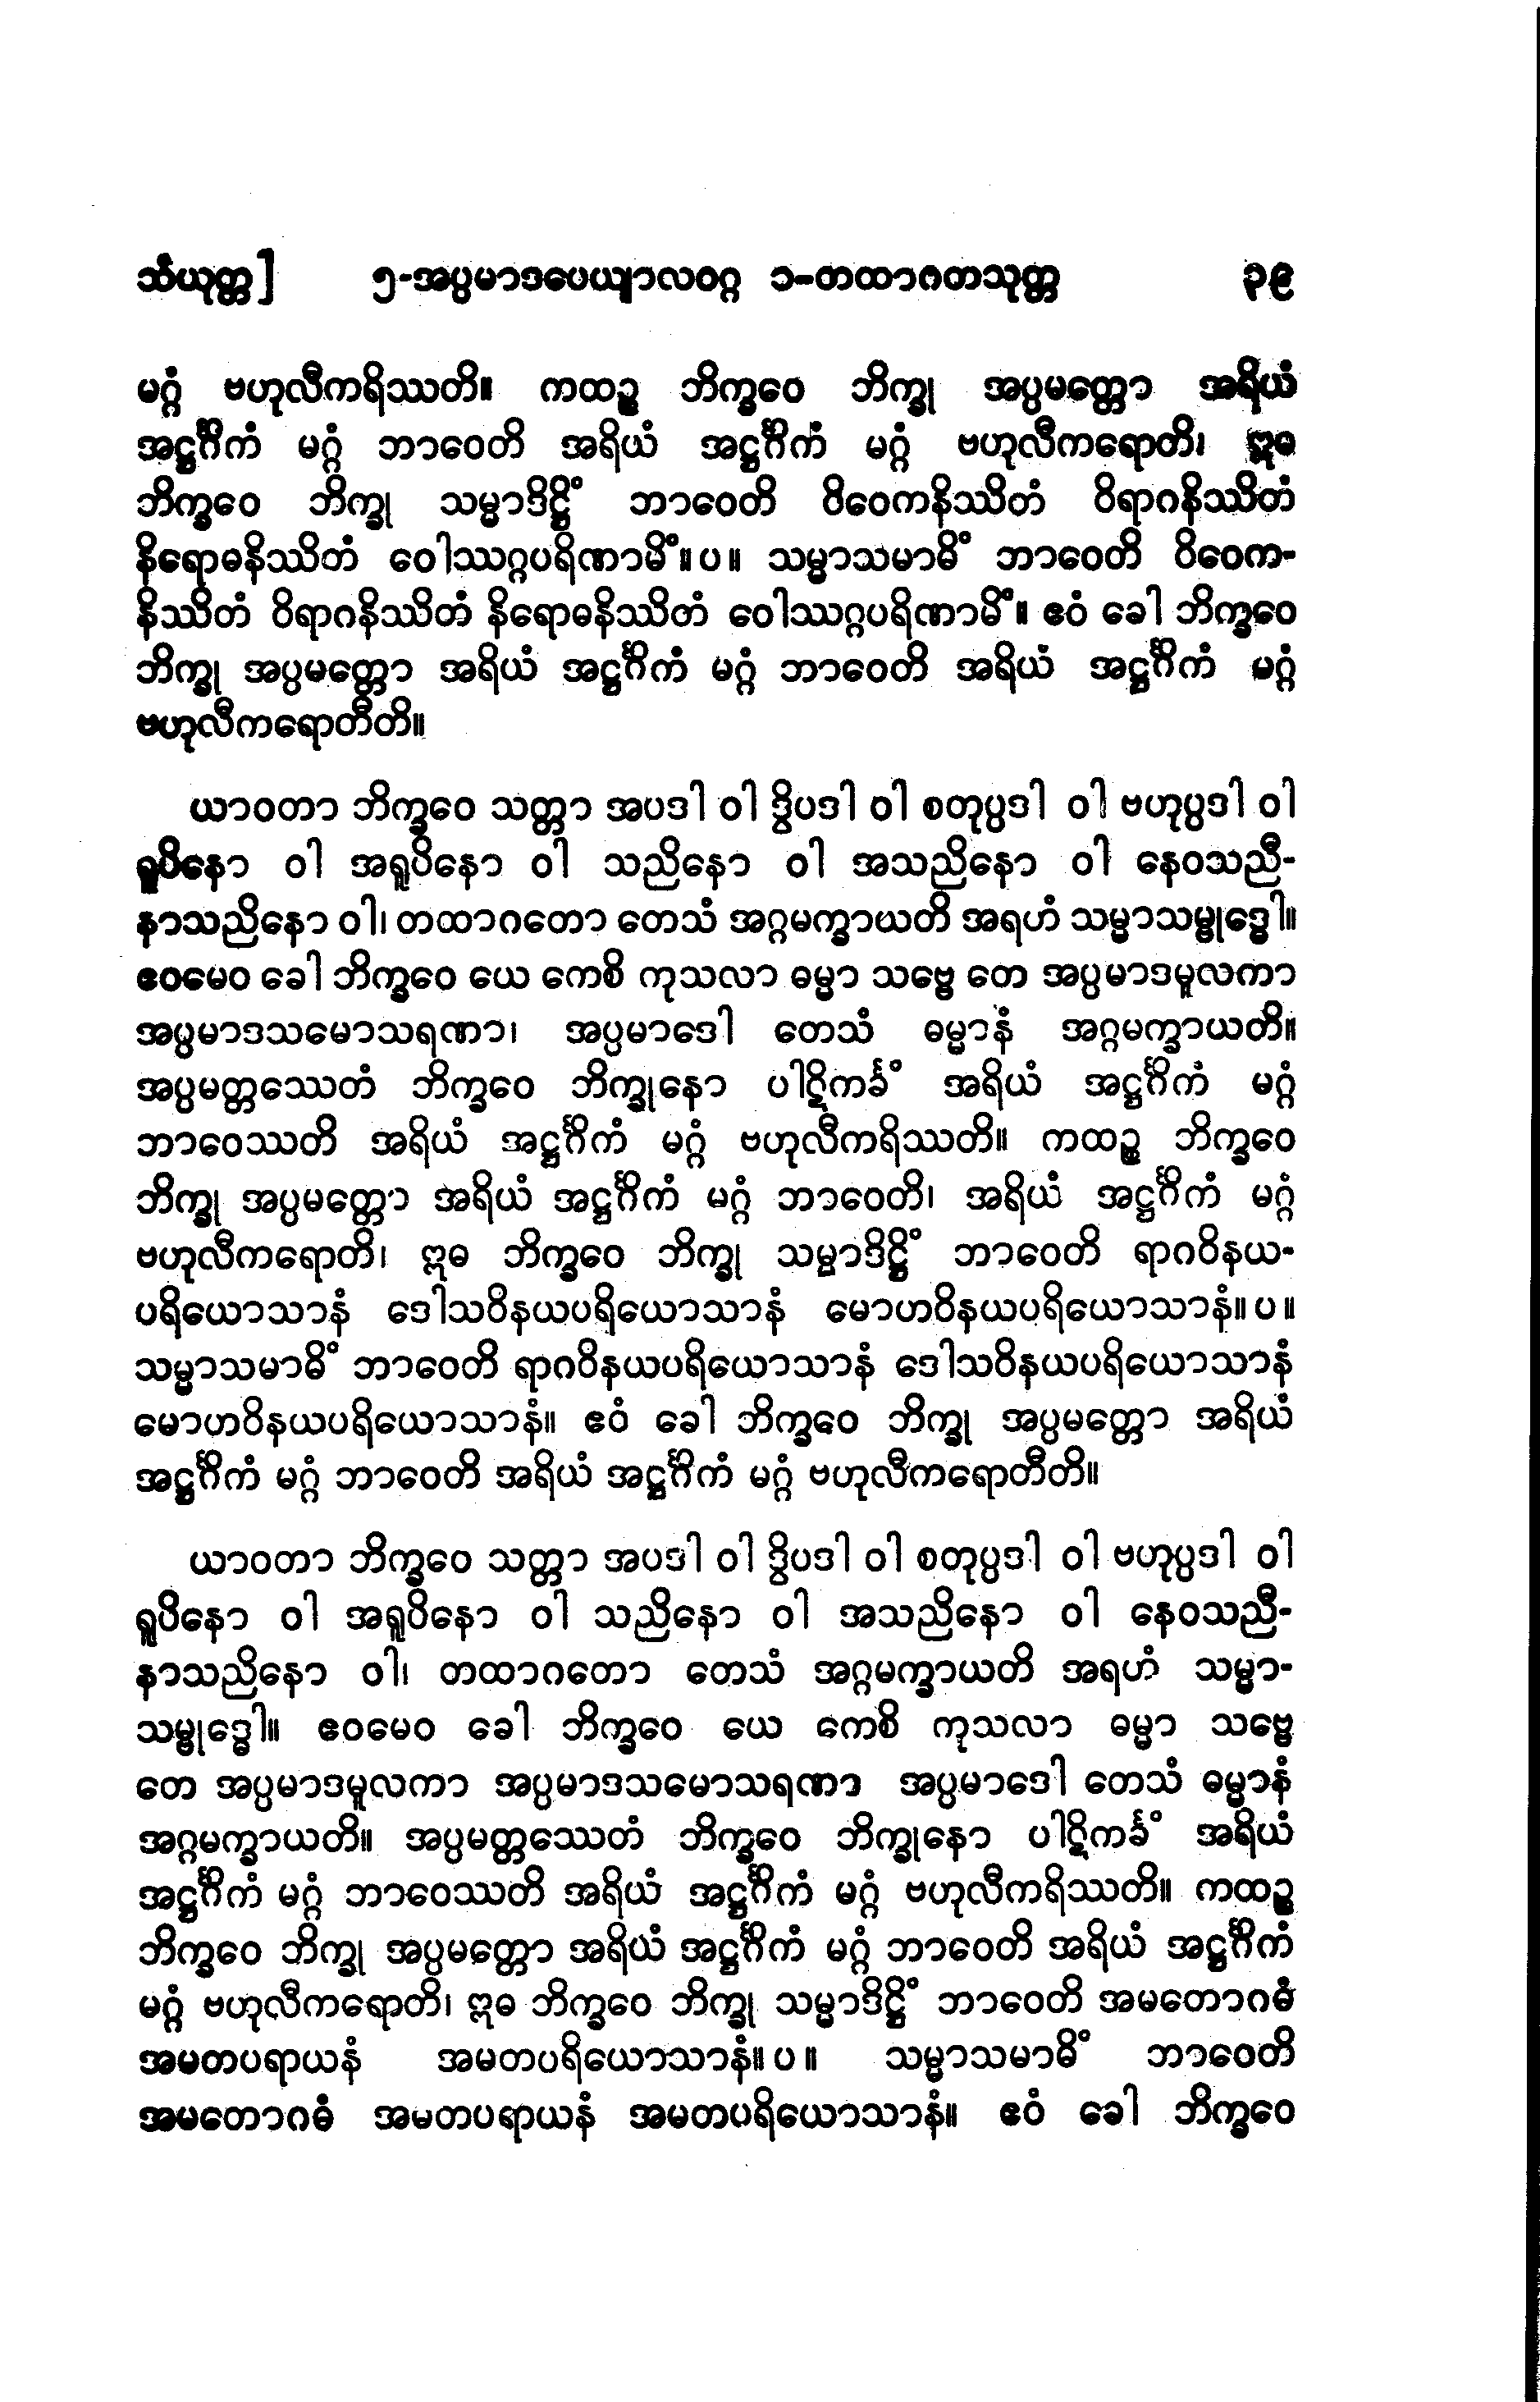 သံယုတ္တ] ၅-အပ္ပမာဒပေယျာလဝဂ္ဂ ၁-တထာဂတသုတ္တ ၃၉
မဂ္ဂံ ဗဟုလီကရိဿတိ။ ကထဉ္စ ဘိက္ခဝေ ဘိက္ခု အပ္ပမတ္တော အရိယံ
အဋ္ဌင်္ဂိကံ မဂ္ဂံ ဘာဝေတိ အရိယံ အဋ္ဌင်္ဂိကံ မဂ္ဂံ ဗဟုလီကရောတိ၊ ဣဓ
ဘိက္ခဝေ ဘိက္ခု သမ္မာဒိဋ္ဌိံ ဘာဝေတိ ဝိဝေကနိဿိတံ ဝိရာဂနိဿိတံ
နိရောဓနိဿိတံ ဝေါဿဂ္ဂပရိဏာမိံ။ပ။ သမ္မာသမာဓိံ ဘာဝေတိ ဝိဝေက-
နိဿိတံ ဝိရာဂနိဿိတံ နိရောဓနိဿိတံ ဝေါဿဂ္ဂပရိဏာမိံ။ ဧဝံ ခေါ ဘိက္ခဝေ
ဘိက္ခု အပ္ပမတ္တော အရိယံ အဋ္ဌင်္ဂိကံ မဂ္ဂံ ဘာဝေတိ အရိယံ အဋ္ဌင်္ဂိကံ မဂ္ဂံ
ဗဟုလီကရောတီတိ။
ယာဝတာ ဘိက္ခဝေ သတ္တာ အပဒါ ဝါ ဒွိပဒါ ဝါ စတုပ္ပဒါ ဝါ ဗဟုပ္ပဒါ ဝါ
ရူပိနော ဝါ အရူပိနော ဝါ သညိနော ဝါ အသညိနော ဝါ နေဝသညီ-
နာသညိနော ဝါ၊ တထာဂတော တေသံ အဂ္ဂမက္ခာယတိ အရဟံ သမ္မာသမ္ဗုဒ္ဓေါ။
ဧဝမေဝ ခေါ ဘိက္ခဝေ ယေ ကေစိ ကုသလာ ဓမ္မာ သဗ္ဗေ တေ အပ္ပမာဒမူလကာ
အပ္ပမာဒသမောသရဏာ၊ အပ္ပမာဒေါ တေသံ ဓမ္မာနံ အဂ္ဂမက္ခာယတိ။
အပ္ပမတ္တဿေတံ ဘိက္ခဝေ ဘိက္ခုနော ပါဋိကင်္ခံ အရိယံ အဋ္ဌင်္ဂိကံ မဂ္ဂံ
ဘာဝေဿတိ အရိယံ အဋ္ဌင်္ဂိကံ မဂ္ဂံ ဗဟုလီကရိဿတိ။ ကထဉ္စ ဘိက္ခဝေ
ဘိက္ခု အပ္ပမတ္တော အရိယံ အဋ္ဌင်္ဂိကံ မဂ္ဂံ ဘာဝေတိ၊ အရိယံ အဋ္ဌင်္ဂိကံ မဂ္ဂံ
ဗဟုလီကရောတိ၊ ဣဓ ဘိက္ခဝေ ဘိက္ခု သမ္မာဒိဋ္ဌိံ ဘာဝေတိ ရာဂဝိနယ-
ပရိယောသာနံ ဒေါသဝိနယပရိယောသာနံ မောဟဝိနယပရိယောသာနံ။ပ။
သမ္မာသမာဓိံ ဘာဝေတိ ရာဂဝိနယပရိယောသာနံ ဒေါသဝိနယပရိယောသာနံ
မောဟဝိနယပရိယောသာနံ။ ဧဝံ ခေါ ဘိက္ခဝေ ဘိက္ခု အပ္ပမတ္တော အရိယံ
အဋ္ဌင်္ဂိကံ မဂ္ဂံ ဘာဝေတိ အရိယံ အဋ္ဌင်္ဂိကံ မဂ္ဂံ ဗဟုလီကရောတီတိ။
ယာဝတာ ဘိက္ခဝေ သတ္တာ အပဒါ ဝါ ဒွိပဒါ ဝါ စတုပ္ပဒါ ဝါ ဗဟုပ္ပဒါ ဝါ
ရူပိနော ဝါ အရူပိနော ဝါ သညိနော ဝါ အသညိနော ဝါ နေဝသညီ-
နာသညိနော ဝါ၊ တထာဂတော တေသံ အဂ္ဂမက္ခာယတိ အရဟံ သမ္မာ-
သမ္ဗုဒ္ဓေါ။ ဧဝမေဝ ခေါ ဘိက္ခဝေ ယေ ကေစိ ကုသလာ ဓမ္မာ သဗ္ဗေ
တေ အပ္ပမာဒမူလကာ အပ္ပမာဒသမောသရဏာ အပ္ပမာဒေါ တေသံ ဓမ္မာနံ
အဂ္ဂမက္ခာယတိ။ အပ္ပမတ္တဿေတံ ဘိက္ခဝေ ဘိက္ခုနော ပါဋိကင်္ခံ အရိယံ
အဋ္ဌင်္ဂိကံ မဂ္ဂံ ဘာဝေဿတိ အရိယံ အဋ္ဌင်္ဂိကံ မဂ္ဂံ ဗဟုလီကရိဿတိ။ ကထဉ္စ
ဘိက္ခဝေ ဘိက္ခု အပ္ပမတ္တော အရိယံ အဋ္ဌင်္ဂိကံ မဂ္ဂံ ဘာဝေတိ အရိယံ အဋ္ဌင်္ဂိကံ
မဂ္ဂံ ဗဟုလီကရောတိ၊ ဣဓ ဘိက္ခဝေ ဘိက္ခု သမ္မာဒိဋ္ဌိံ ဘာဝေတိ အမတောဂဓံ
အမတပရာယနံ အမတပရိယောသာနံ။ပ။ သမ္မာသမာဓိံ ဘာဝေတိ
အမတောဂဓံ အမတပရာယနံ အမတပရိယောသာနံ။ ဧဝံ ခေါ ဘိက္ခဝေ